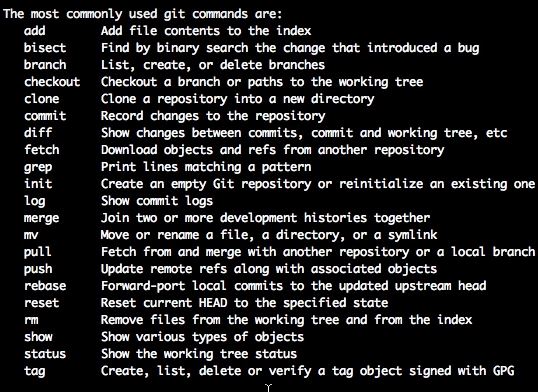 The most commonly used git commands are:
add Add file contents to the index
bisect Find by binary search the change that introduced a bug
branch List, create, or delete branches
checkout Checkout a branch or paths to the working tree
clone Clone a repository into a new directory
commit Record changes to the repository
diff Show changes between commits, commit and working tree, etc
fetch Download objects and refs from another repository
grep Print lines matching a pattern
init Create an empty Git repository or reinitialize an existing one
log Show commit logs
merge Join two or more development histories together
mv Move or rename a file, a directory, or a symlink
pull Fetch from and merge with another repository or a local branch
push Update remote refs along with associated objects
rebase Forward-port local commits to the updated upstream head
reset Reset current HEAD to the specified state
rm Remove files from the working tree and from the index
show Show various types of objects
status Show the working tree status
tag Create, list, delete or verify a tag object signed with GPG